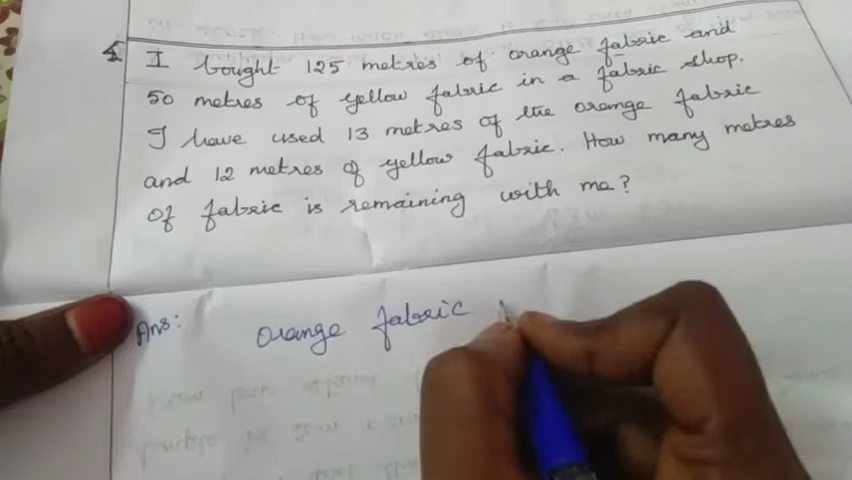 1 I bought 125 metres of orange fabric and
50 metres of yellow fabric in a fabric shop.
I have used 13 metres of the orange fabric
and 12 metres of yellow fabric. How many metres
of fabric is remaining with me?
Ans: Orange fabric